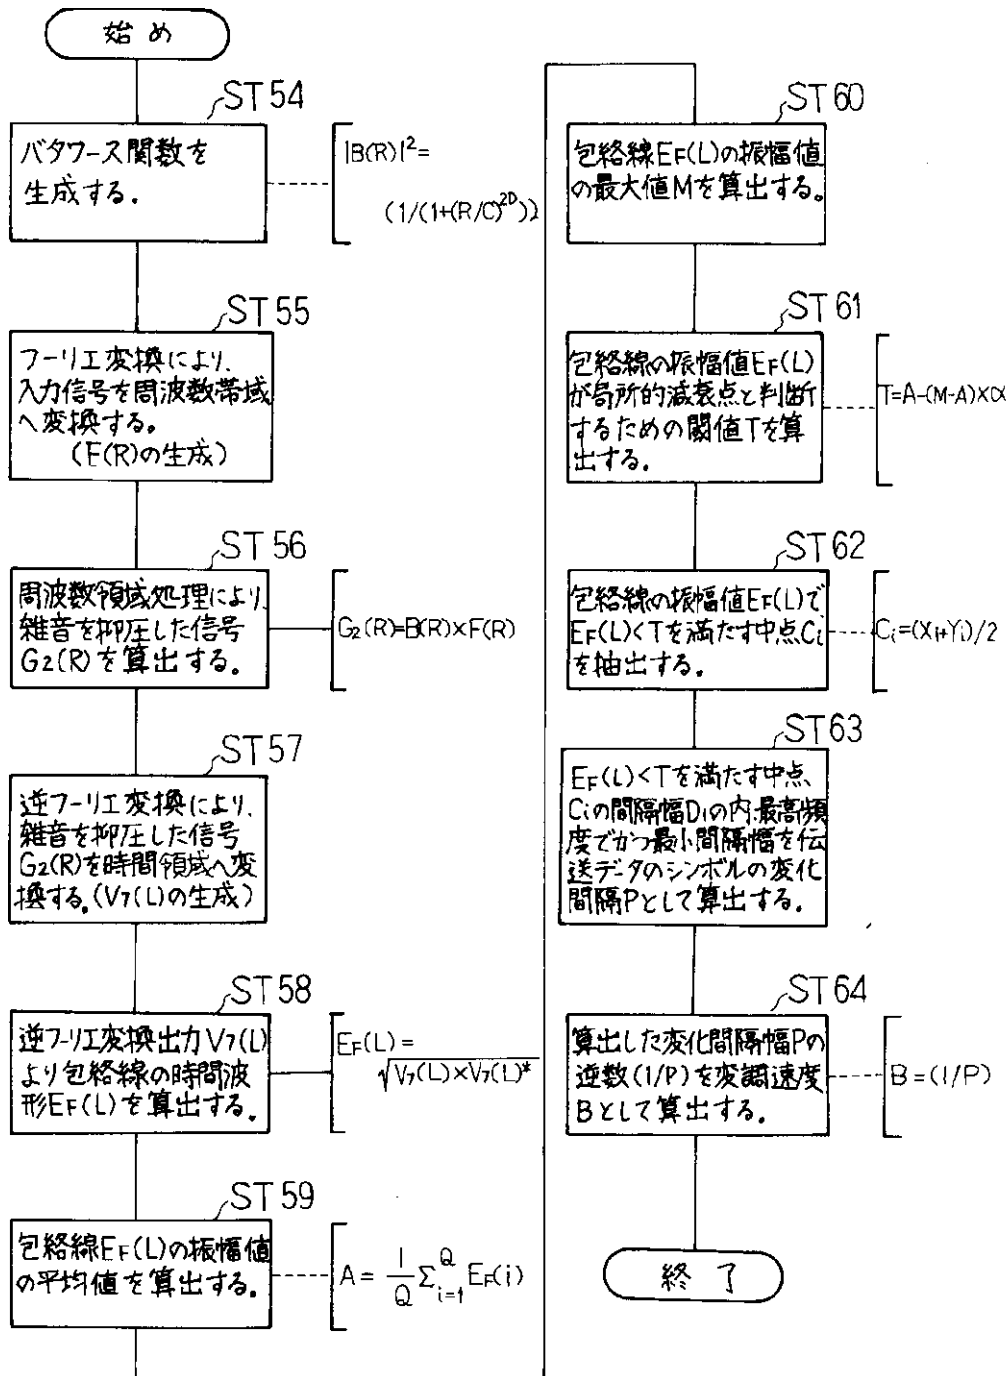 始め
ST54
バタワース関数を
生成する。
|B(R)|²=
(1/(1+(R/C)^2D))
ST55
フーリエ変換により、
入力信号を周波数帯域
へ変換する。
(F(R)の生成)
ST56
周波数領域処理により、
雑音を抑圧した信号
G2(R)を算出する。
G2(R)=B(R)×F(R)
ST57
逆フーリエ変換により、
雑音を抑圧した信号
G2(R)を時間領域へ変
換する。(V7(L)の生成)
ST58
逆フーリエ変換出力V7(L)
より包絡線の時間波
形EF(L)を算出する。
EF(L)=
√V7(L)×V7(L)*
ST59
包絡線EF(L)の振幅値
の平均値を算出する。
A= 1/Q Σ_{i=1}^Q EF(i)
ST60
包絡線EF(L)の振幅値
の最大値Mを算出する。
ST61
包絡線の振幅値EF(L)
が局所的減衰点と判断
するための閾値Tを算
出する。
T=A-(M-A)×α
ST62
包絡線の振幅値EF(L)で
EF(L)<Tを満たす中点Ci
を抽出する。
Ci=(Xi+Yi)/2
ST63
EF(L)<Tを満たす中点、
Ciの間隔幅Diの内、最高頻
度でかつ最小間隔幅を伝
送データのシンボルの変化
間隔Pとして算出する。
ST64
算出した変化間隔幅Pの
逆数(1/P)を変調速度
Bとして算出する。
B=(1/P)
終了